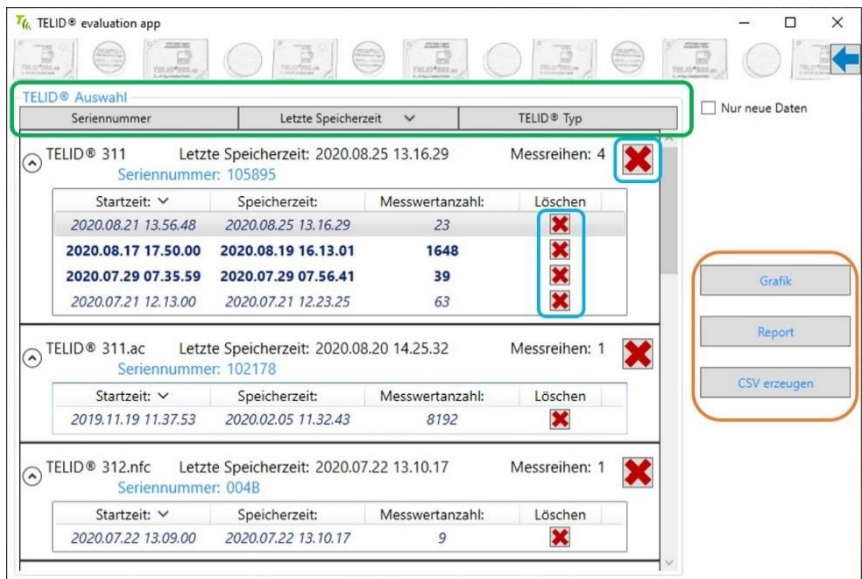 TELID® evaluation app
TELID® Auswahl
Seriennummer Letzte Speicherzeit TELID® Typ
Nur neue Daten
TELID® 311 Letzte Speicherzeit: 2020.08.25 13.16.29 Messreihen: 4
Seriennummer: 105895
Startzeit: Speicherzeit: Messwertanzahl: Löschen
2020.08.21 13.56.48 2020.08.25 13.16.29 23
2020.08.17 17.50.00 2020.08.19 16.13.01 1648
2020.07.29 07.35.59 2020.07.29 07.56.41 39
2020.07.21 12.13.00 2020.07.21 12.23.25 63
TELID® 311.ac Letzte Speicherzeit: 2020.08.20 14.25.32 Messreihen: 1
Seriennummer: 102178
Startzeit: Speicherzeit: Messwertanzahl: Löschen
2019.11.19 11.37.53 2020.02.05 11.32.43 8192
TELID® 312.nfc Letzte Speicherzeit: 2020.07.22 13.10.17 Messreihen: 1
Seriennummer: 004B
Startzeit: Speicherzeit: Messwertanzahl: Löschen
2020.07.22 13.09.00 2020.07.22 13.10.17 9
Grafik
Report
CSV erzeugen